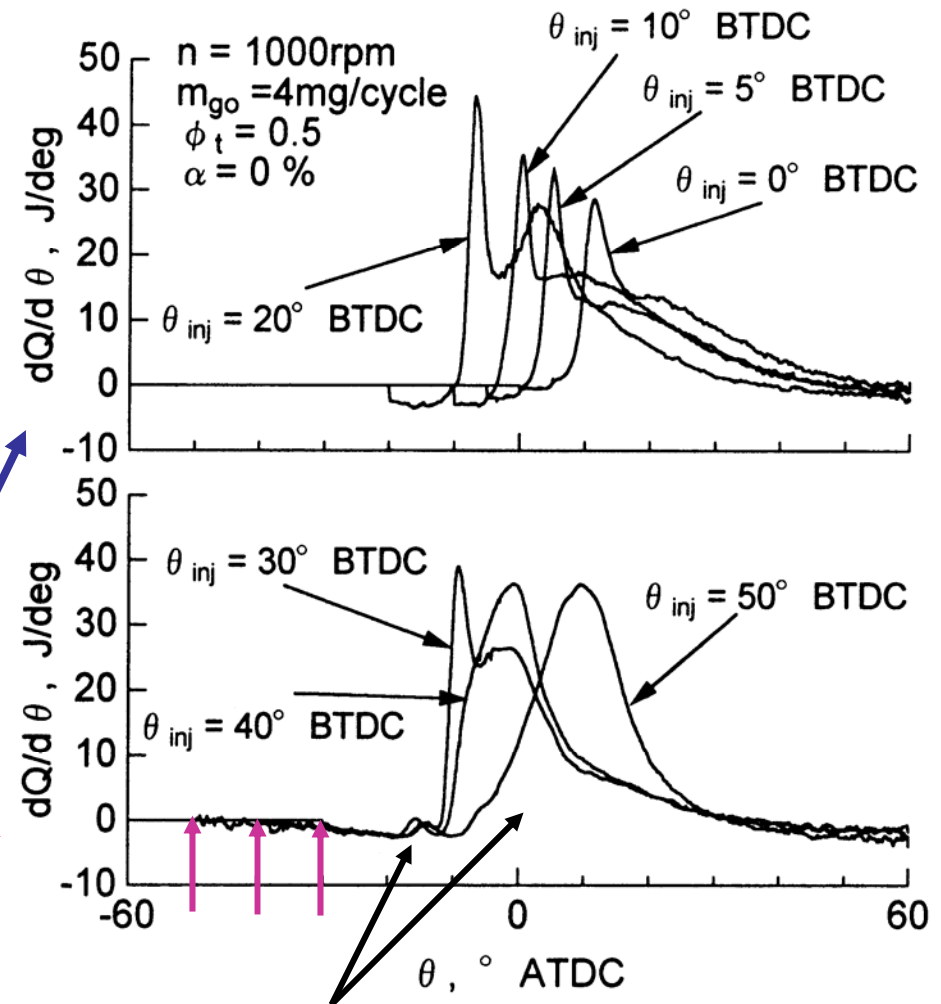 θ inj = 10° BTDC
n = 1000rpm
m go =4mg/cycle
ϕ t = 0.5
α = 0 %
θ inj = 5° BTDC
θ inj = 0° BTDC
θ inj = 20° BTDC
50
40
30
20
10
0
-10
dQ/d θ , J/deg
θ inj = 30° BTDC
θ inj = 50° BTDC
θ inj = 40° BTDC
50
40
30
20
10
0
-10
dQ/d θ , J/deg
-60 0 60
θ , ° ATDC